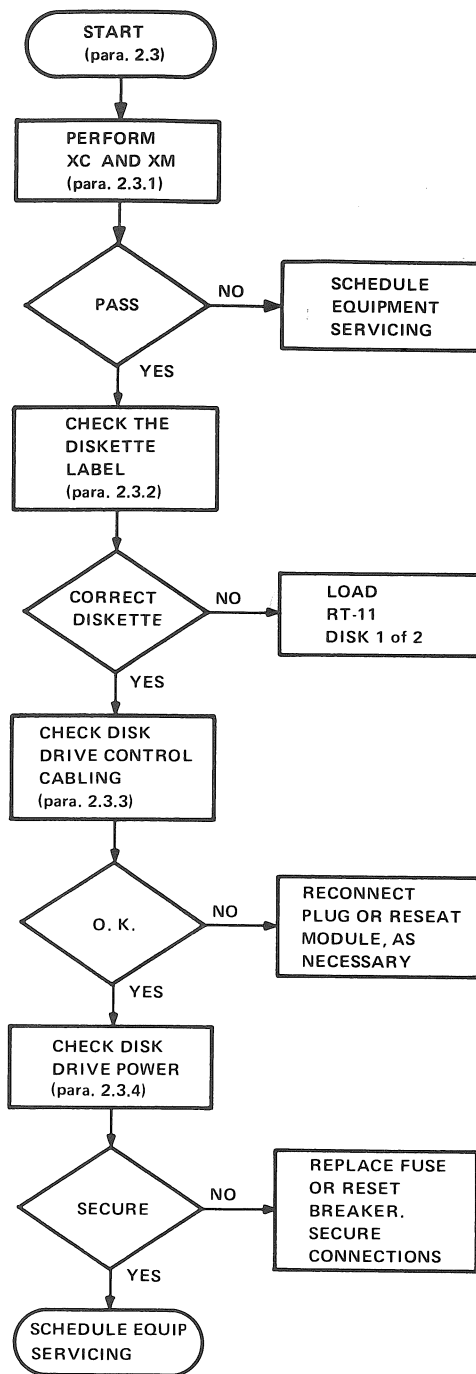 START
(para. 2.3)
PERFORM
XC AND XM
(para. 2.3.1)
PASS
NO
SCHEDULE
EQUIPMENT
SERVICING
YES
CHECK THE
DISKETTE
LABEL
(para. 2.3.2)
CORRECT
DISKETTE
NO
LOAD
RT-11
DISK 1 of 2
YES
CHECK DISK
DRIVE CONTROL
CABLING
(para. 2.3.3)
O. K.
NO
RECONNECT
PLUG OR RESEAT
MODULE, AS
NECESSARY
YES
CHECK DISK
DRIVE POWER
(para. 2.3.4)
SECURE
NO
REPLACE FUSE
OR RESET
BREAKER.
SECURE
CONNECTIONS
YES
SCHEDULE EQUIP
SERVICING